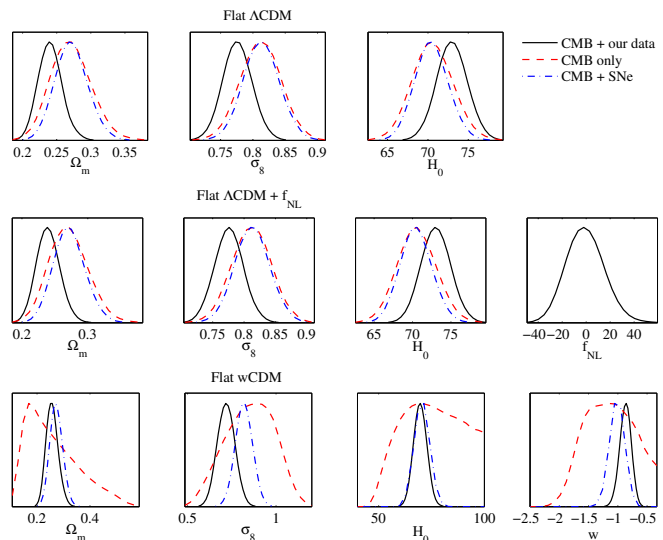 Flat ΛCDM
CMB + our data
CMB only
CMB + SNe
0.2 0.25 0.3 0.35
Ω_m
0.7 0.8 0.9
σ_8
65 70 75
H_0
Flat ΛCDM + f_NL
0.2 0.3
Ω_m
0.75 0.8 0.85 0.9
σ_8
65 70 75
H_0
−40 −20 0 20 40
f_NL
Flat wCDM
0.2 0.4
Ω_m
0.5 1
σ_8
50 100
H_0
−2.5 −2 −1.5 −1 −0.5
w